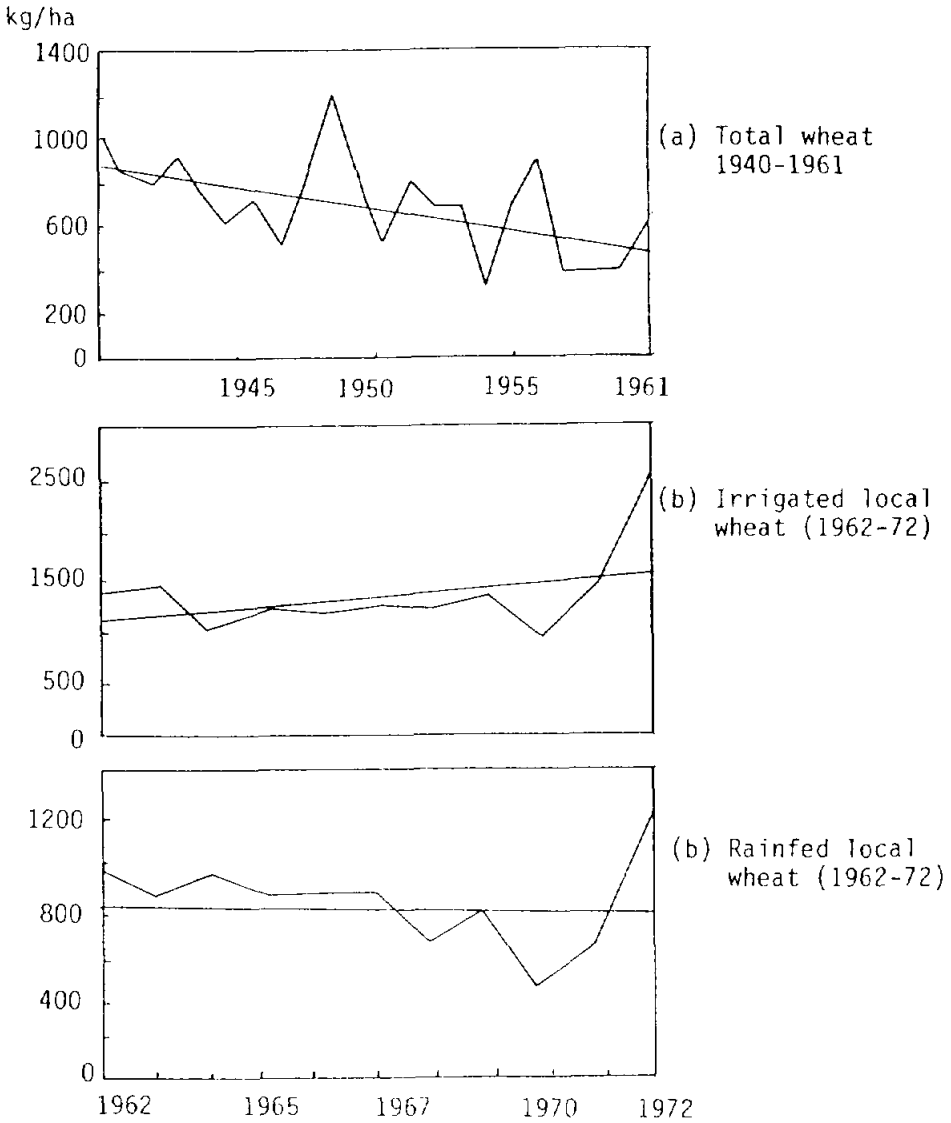 kg/ha
1400
1000
600
200
0
1945 1950 1955 1961
(a) Total wheat
1940-1961
2500
1500
500
0
(b) Irrigated local
wheat (1962-72)
1200
800
400
0
1962 1965 1967 1970 1972
(b) Rainfed local
wheat (1962-72)